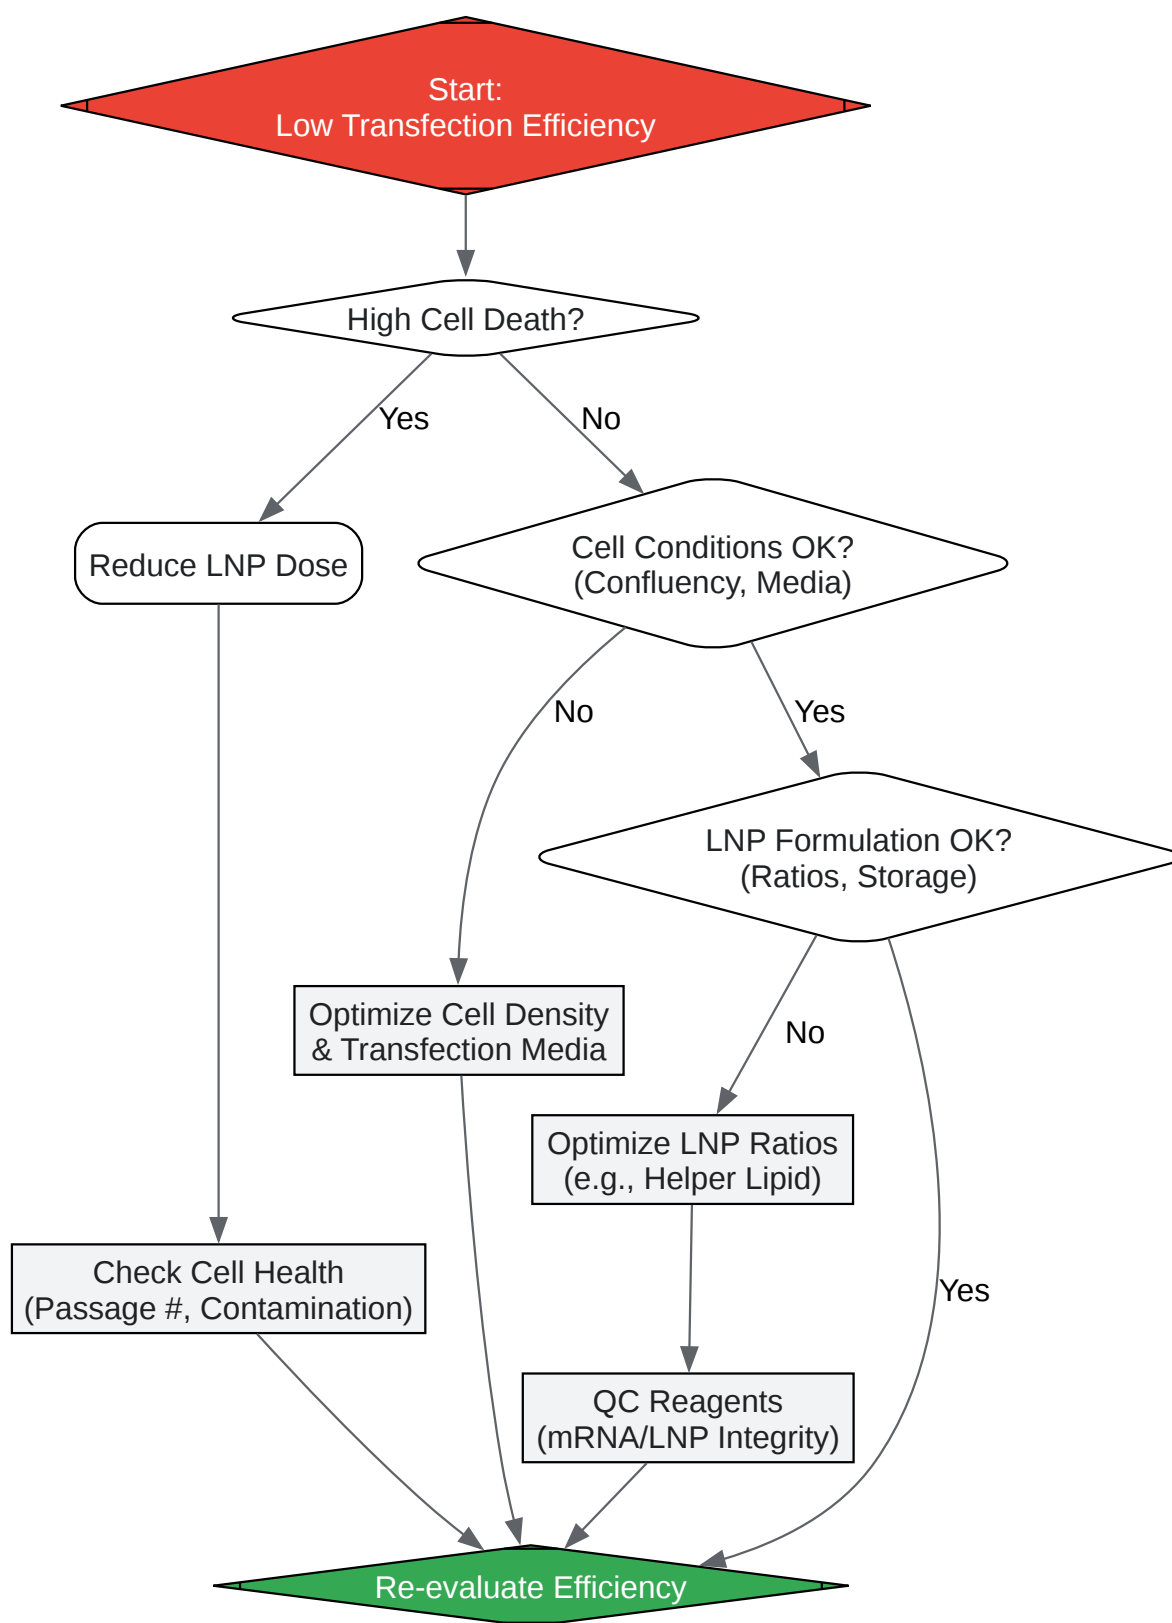 Start:
Low Transfection Efficiency
High Cell Death?
Yes
No
Reduce LNP Dose
Cell Conditions OK?
(Confluency, Media)
No
Yes
LNP Formulation OK?
(Ratios, Storage)
Optimize Cell Density
& Transfection Media
No
Optimize LNP Ratios
(e.g., Helper Lipid)
Check Cell Health
(Passage #, Contamination)
Yes
QC Reagents
(mRNA/LNP Integrity)
Re-evaluate Efficiency